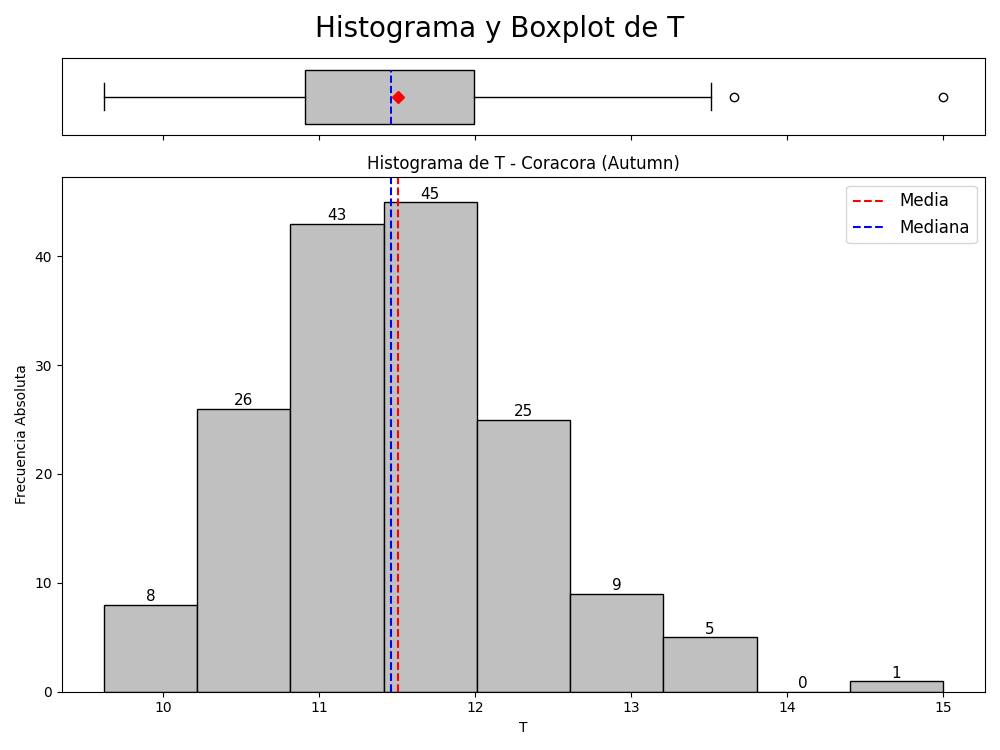 Histograma y Boxplot de T
Histograma de T - Coracora (Autumn)
Media
Mediana
Frecuencia Absoluta
40
30
20
10
0
8
26
43
45
25
9
5
0
1
10 11 12 13 14 15
T